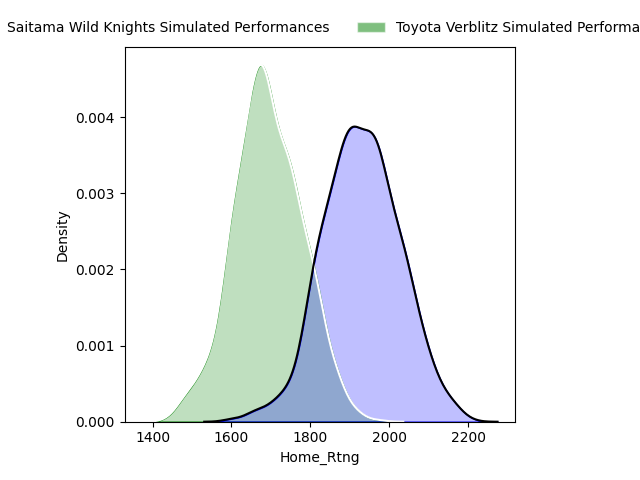 Saitama Wild Knights Simulated Performances Toyota Verblitz Simulated Performa
0.004
0.003
0.002
0.001
0.000
Density
1400 1600 1800 2000 2200
Home_Rtng